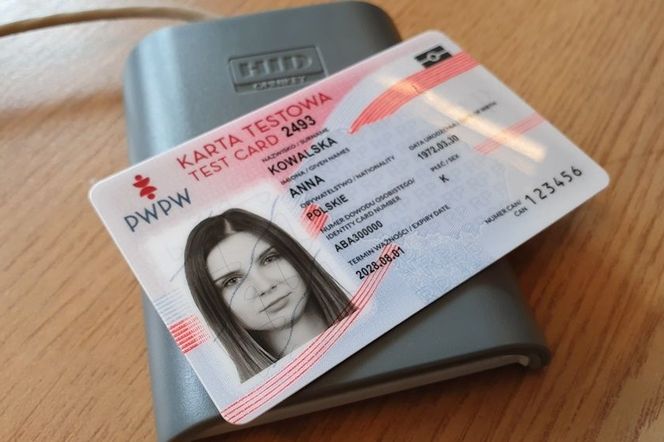 HID
OMNIKEY
KARTA TESTOWA
TEST CARD 2493
PWPW
NAZWISKO / SURNAME
KOWALSKA
IMIONA / GIVEN NAMES
ANNA
OBYWATELSTWO / NATIONALITY
POLSKIE
NUMER DOWODU OSOBISTEGO/
IDENTITY CARD NUMBER
ABA300000
TERMIN WAŻNOŚCI / EXPIRY DATE
2028.08.01
DATA URODZENIA / DATE OF BIRTH
1972.03.30
PŁEĆ / SEX
K
NUMER CAN/
CAN 123456